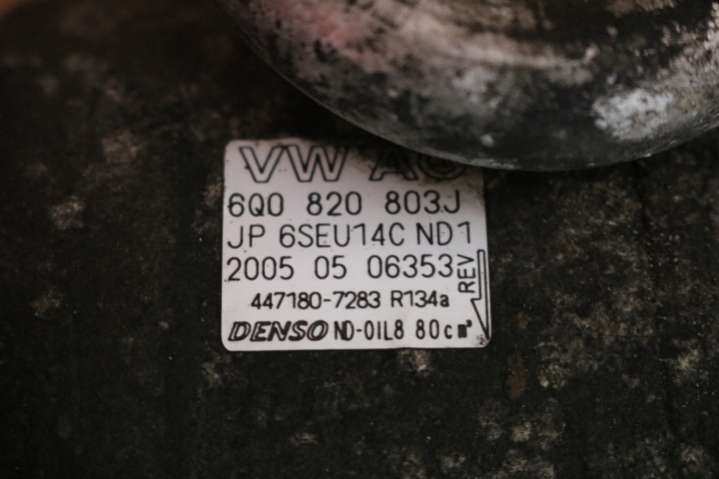 VW AG
6Q0 820 803J
JP 6SEU14C ND1
2005 05 06353
REV
447180-7283 R134a
DENSO ND-OIL8 80cm³